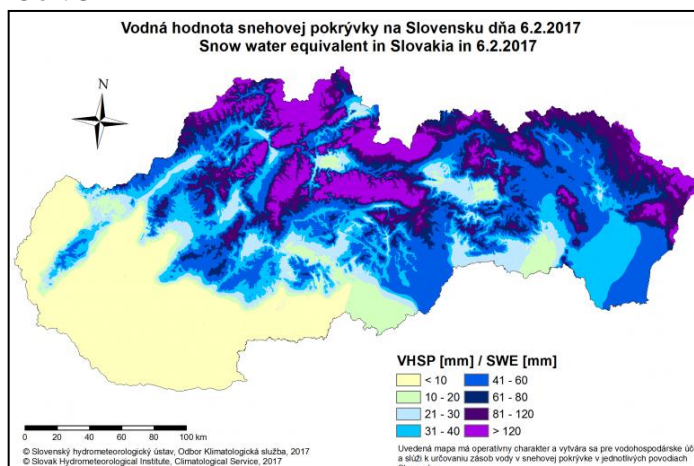 Vodná hodnota snehovej pokrývky na Slovensku dňa 6.2.2017
Snow water equivalent in Slovakia in 6.2.2017
N
VHSP [mm] / SWE [mm]
< 10
10 - 20
21 - 30
31 - 40
41 - 60
61 - 80
81 - 120
> 120
0 20 40 60 80 100 km
© Slovenský hydrometeorologický ústav, Odbor Klimatologická služba, 2017
© Slovak Hydrometeorological Institute, Climatological Service, 2017
Uvedená mapa má operatívny charakter a vytvára sa pre vodohospodárske úč
a slúži k určovaniu zásob vody v snehovej pokrývke v jednotlivých povodiach